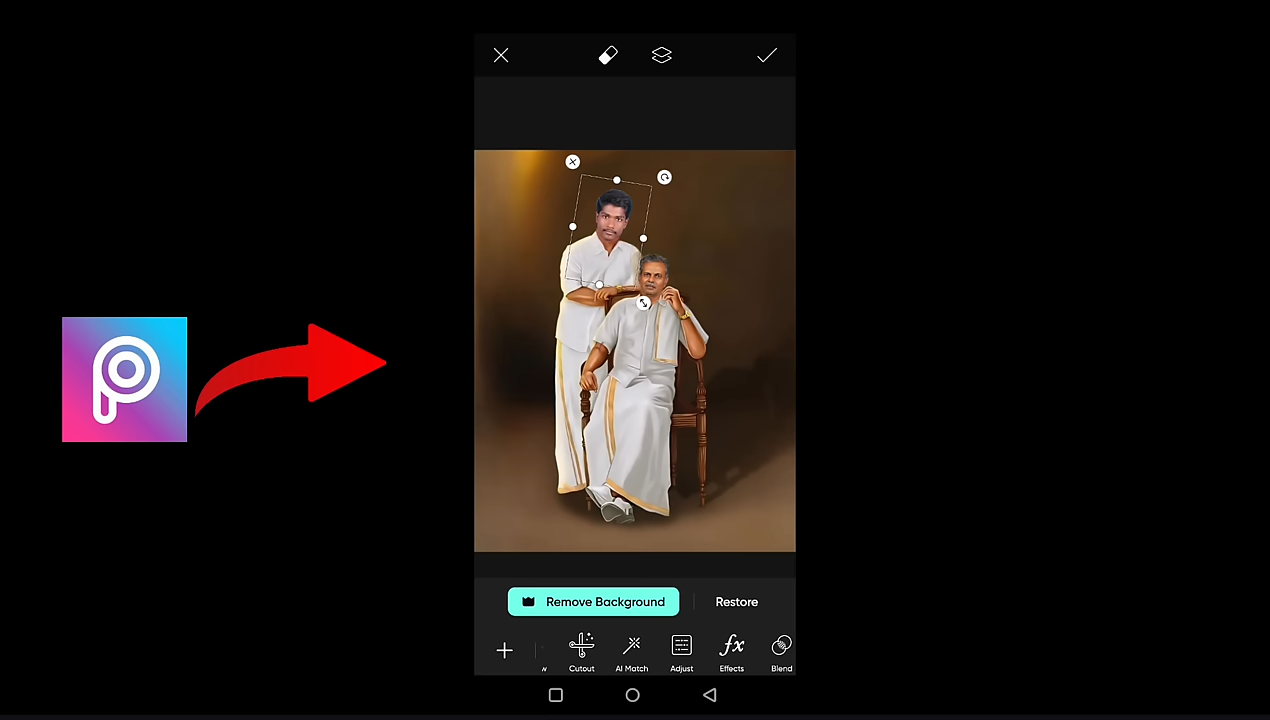 Remove Background
Restore
w
Cutout
AI Match
Adjust
Effects
Blend